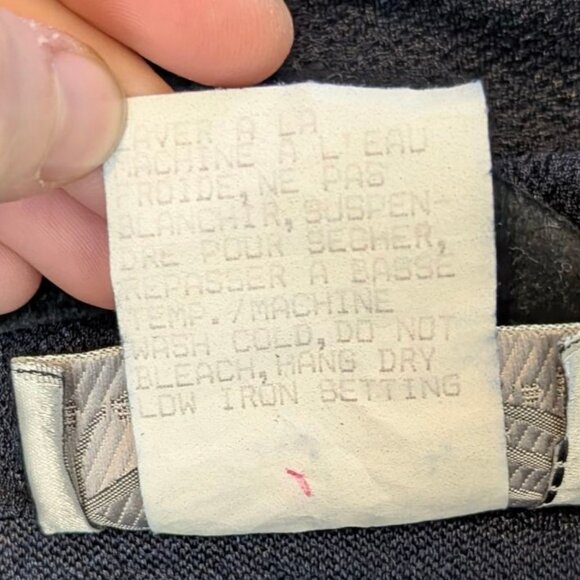 LAVER A LA
MACHINE A L'EAU
FROIDE, NE PAS
BLANCHIR, SUSPEN-
DRE POUR SECHER,
REPASSER A BASSE
TEMP./MACHINE
WASH COLD, DO NOT
BLEACH, HANG DRY
LOW IRON SETTING